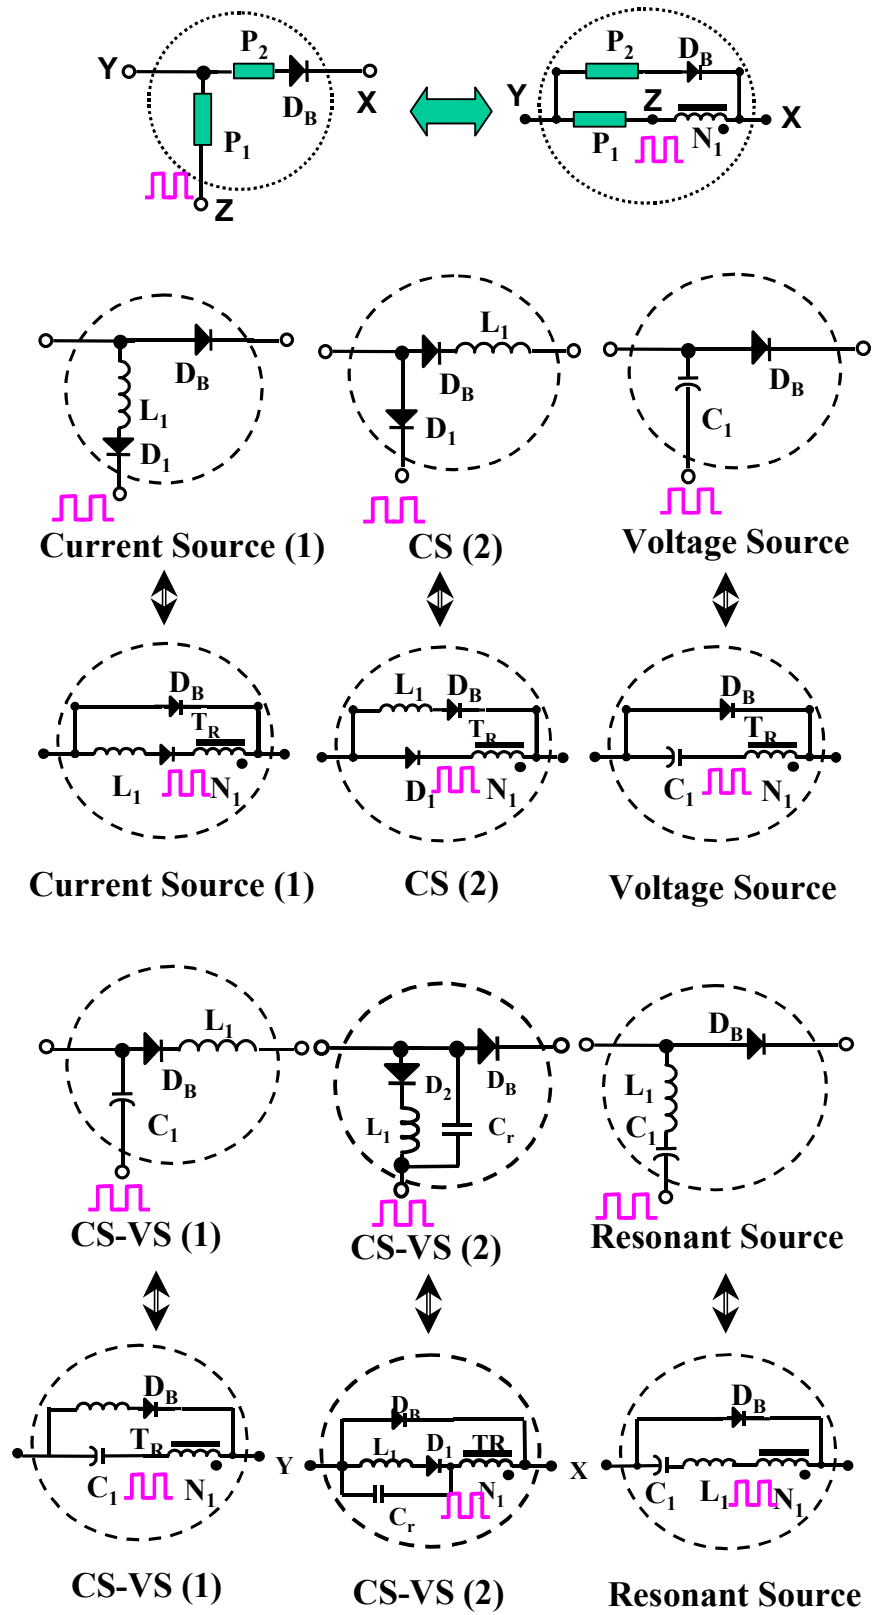 Y P2 X
DB
P1
Z
P2 DB
Y Z X
P1 N1
DB
L1
D1
Current Source (1)
L1
DB
D1
CS (2)
DB
C1
Voltage Source
DB
TR
L1 N1
Current Source (1)
L1 DB
TR
D1 N1
CS (2)
DB
TR
C1 N1
Voltage Source
L1
DB
C1
CS-VS (1)
D2 DB
L1 Cr
CS-VS (2)
DB
L1
C1
Resonant Source
DB
TR
C1 N1
CS-VS (1)
DB
L1 D1 TR
Y X
N1
Cr
CS-VS (2)
DB
C1 L1 N1
Resonant Source